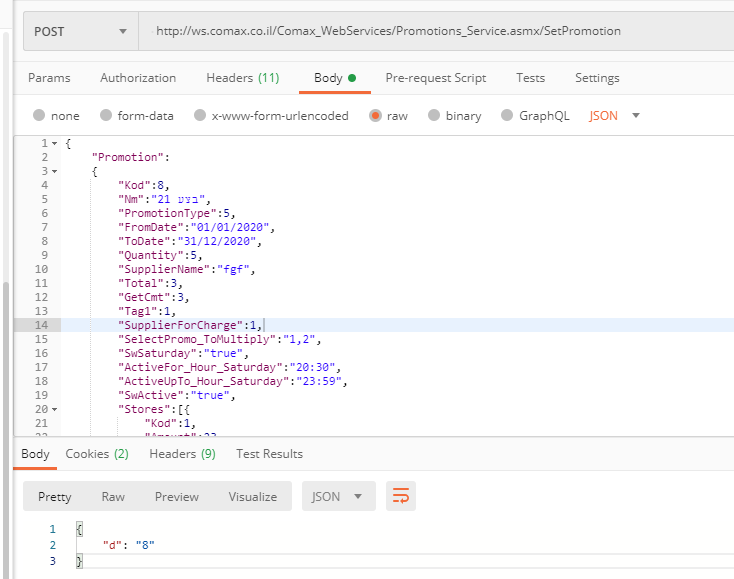 POST http://ws.comax.co.il/Comax_WebServices/Promotions_Service.asmx/SetPromotion
Params Authorization Headers (11) Body Pre-request Script Tests Settings
none form-data x-www-form-urlencoded raw binary GraphQL JSON
1 {
2 "Promotion":
3 {
4 "Kod":8,
5 "Nm":"21 בצע",
6 "PromotionType":5,
7 "FromDate":"01/01/2020",
8 "ToDate":"31/12/2020",
9 "Quantity":5,
10 "SupplierName":"fgf",
11 "Total":3,
12 "GetCmt":3,
13 "Tag1":1,
14 "SupplierForCharge":1,
15 "SelectPromo_ToMultiply":"1,2",
16 "SwSaturday":"true",
17 "ActiveFor_Hour_Saturday":"20:30",
18 "ActiveUpTo_Hour_Saturday":"23:59",
19 "SwActive":"true",
20 "Stores":[{
21 "Kod":1,
Body Cookies (2) Headers (9) Test Results
Pretty Raw Preview Visualize JSON
1 {
2 "d": "8"
3 }